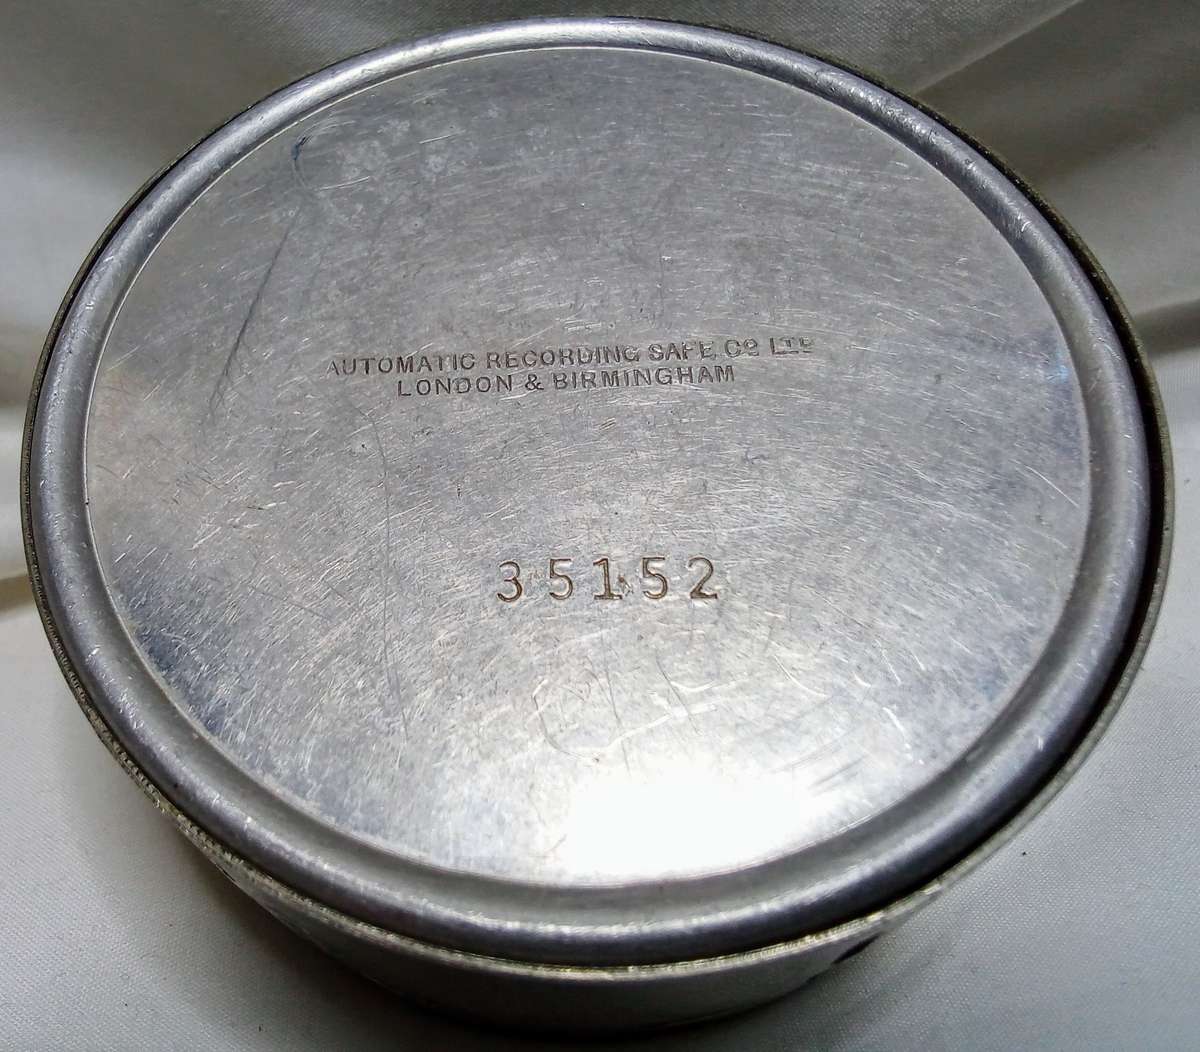 AUTOMATIC RECORDING SAFE Co LTD
LONDON & BIRMINGHAM
35152